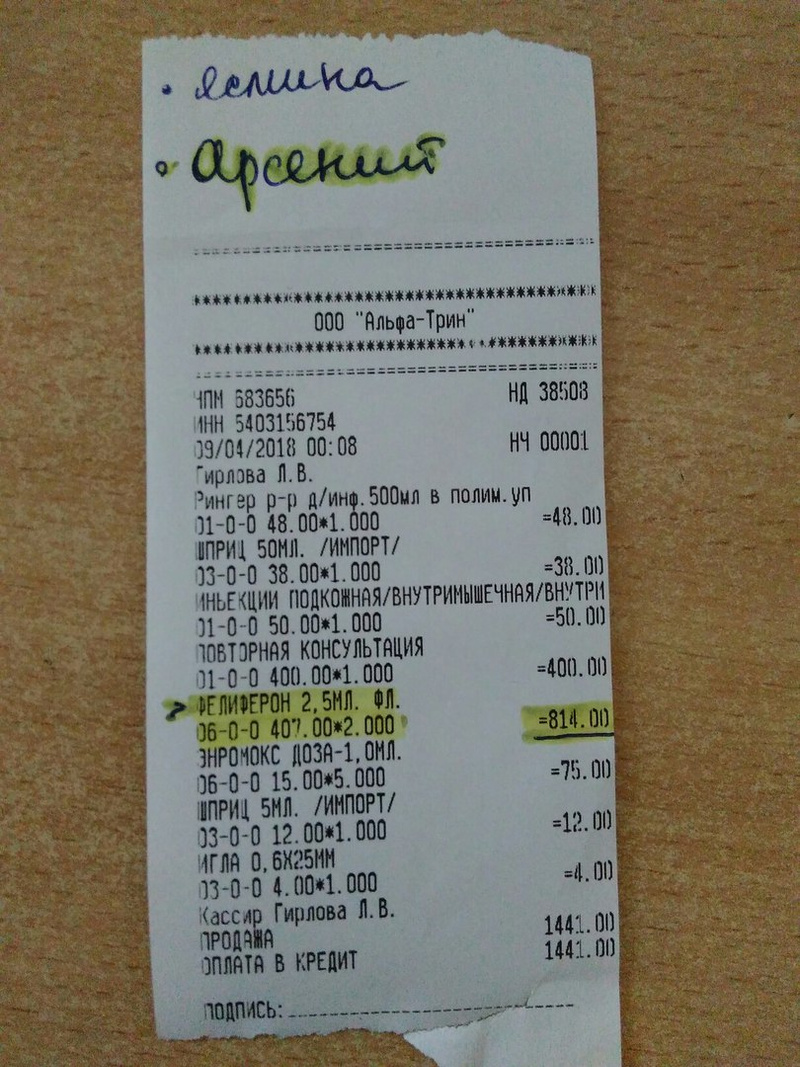 Ясмина
Арсений
ООО "Альфа-Трин"
ЧПМ 683656 НД 38508
ИНН 5403156754
09/04/2018 00:08 НЧ 00001
Гирлова Л.В.
Рингер р-р д/инф.500мл в полим.уп
01-0-0 48.00*1.000 =48.00
ШПРИЦ 50МЛ. /ИМПОРТ/
03-0-0 38.00*1.000 =38.00
ИНЬЕКЦИИ ПОДКОЖНАЯ/ВНУТРИМЫШЕЧНАЯ/ВНУТРИ
01-0-0 50.00*1.000 =50.00
ПОВТОРНАЯ КОНСУЛЬТАЦИЯ
01-0-0 400.00*1.000 =400.00
ФЕЛИФЕРОН 2,5МЛ. ФЛ.
06-0-0 407.00*2.000 =814.00
ЭНРОМОКС ДОЗА-1,0МЛ.
06-0-0 15.00*5.000 =75.00
ШПРИЦ 5МЛ. /ИМПОРТ/
03-0-0 12.00*1.000 =12.00
ИГЛА 0,6Х25ММ
03-0-0 4.00*1.000 =4.00
Кассир Гирлова Л.В.
ПРОДАЖА 1441.00
ОПЛАТА В КРЕДИТ 1441.00
ПОДПИСЬ: